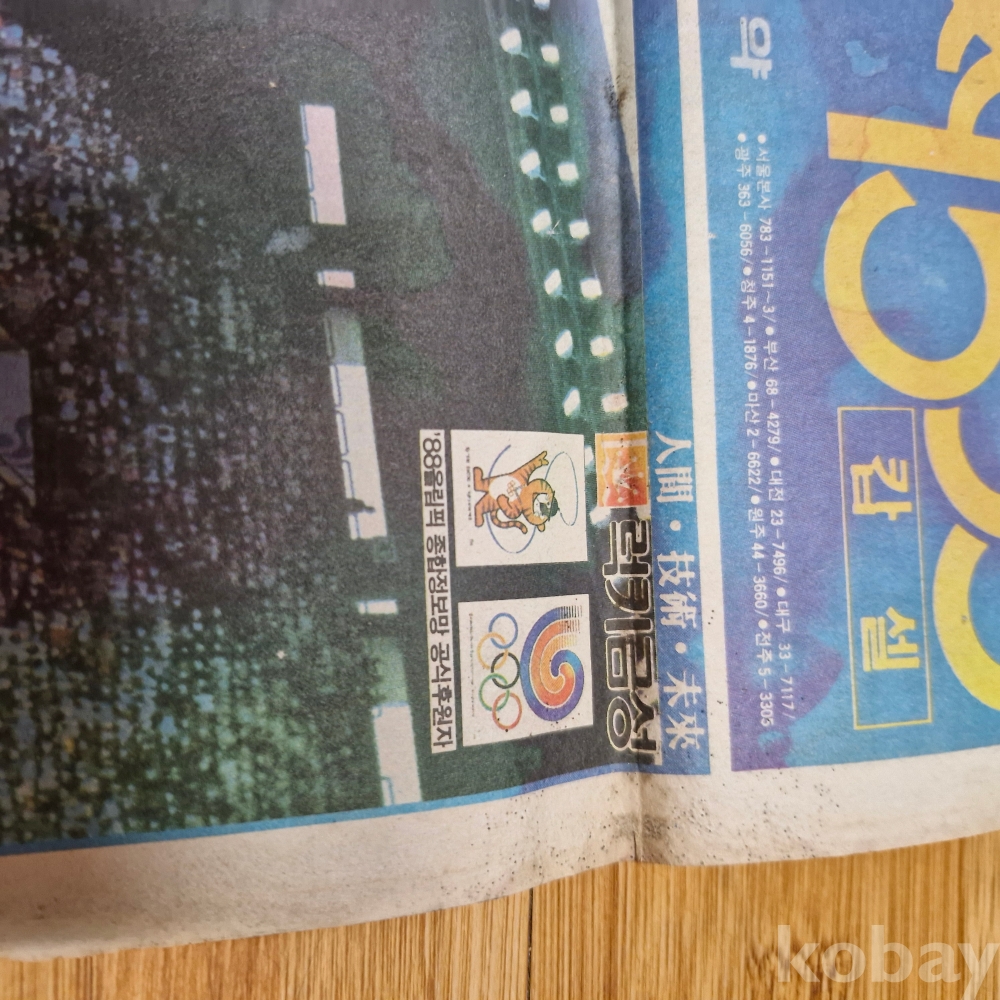 人間・技術・未來
럭키금성
'88올림픽 종합정보망 공식후원자
약
●서울본사 783-1151~3/●부산 68-4279/●대전 23-7496/●대구 33-7117/
●광주 363-6056/●청주 4-1876/●마산 2-6622/●원주 44-3660/●전주 5-3305
캅셀
kobay